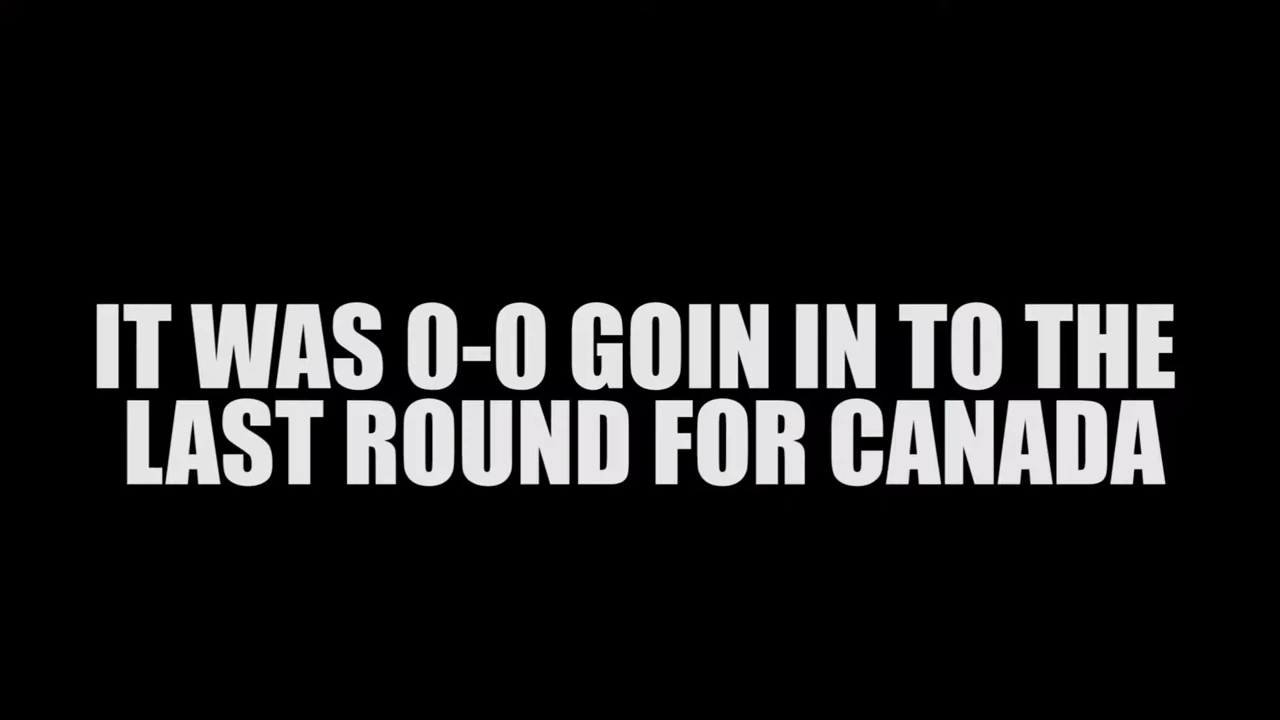 IT WAS 0-0 GOIN IN TO THE
LAST ROUND FOR CANADA